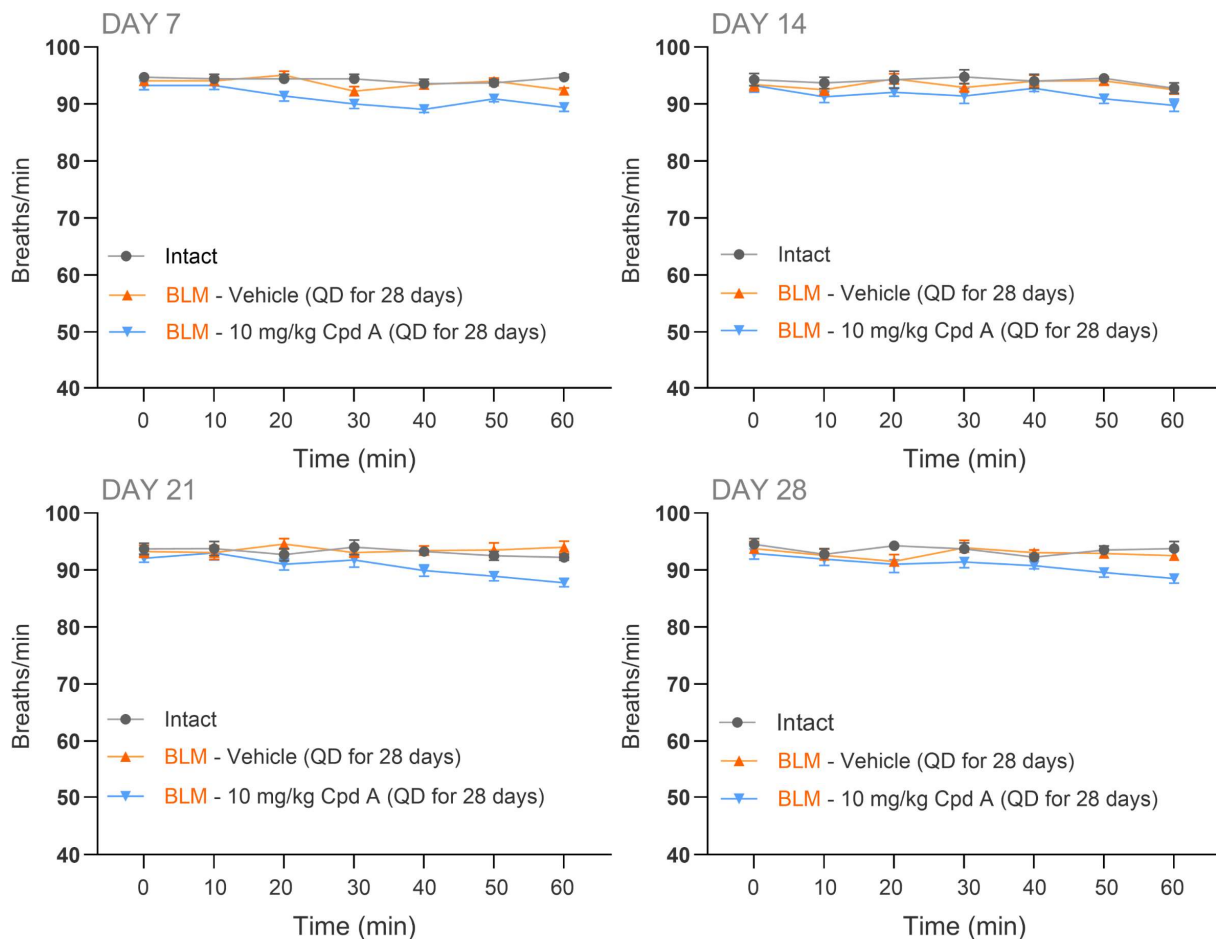 DAY 7
Breaths/min
100
90
80
70
60
50
40
Intact
BLM - Vehicle (QD for 28 days)
BLM - 10 mg/kg Cpd A (QD for 28 days)
0 10 20 30 40 50 60
Time (min)
DAY 14
Breaths/min
100
90
80
70
60
50
40
Intact
BLM - Vehicle (QD for 28 days)
BLM - 10 mg/kg Cpd A (QD for 28 days)
0 10 20 30 40 50 60
Time (min)
DAY 21
Breaths/min
100
90
80
70
60
50
40
Intact
BLM - Vehicle (QD for 28 days)
BLM - 10 mg/kg Cpd A (QD for 28 days)
0 10 20 30 40 50 60
Time (min)
DAY 28
Breaths/min
100
90
80
70
60
50
40
Intact
BLM - Vehicle (QD for 28 days)
BLM - 10 mg/kg Cpd A (QD for 28 days)
0 10 20 30 40 50 60
Time (min)